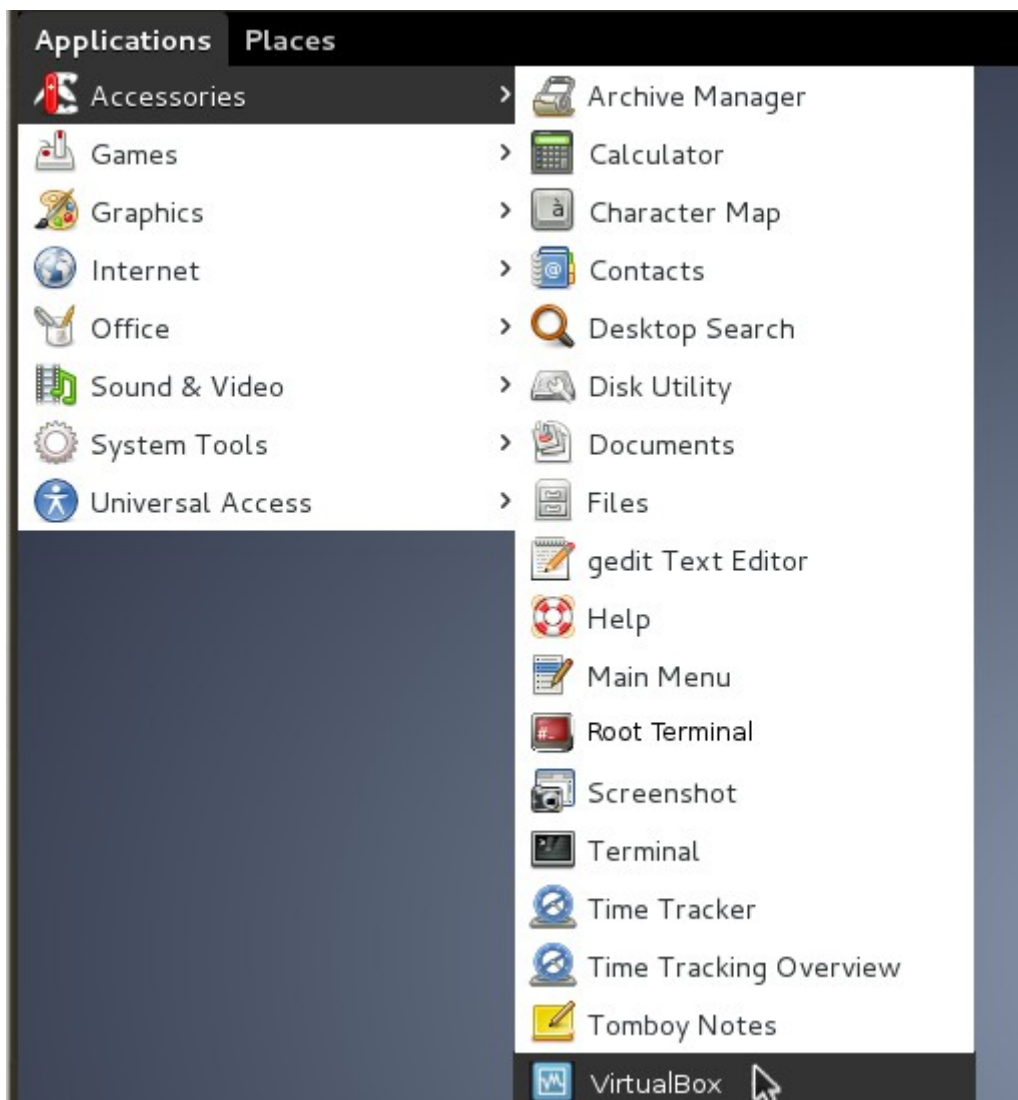 Applications Places
Accessories
Games
Graphics
Internet
Office
Sound & Video
System Tools
Universal Access
Archive Manager
Calculator
à
Character Map
@
Contacts
Desktop Search
Disk Utility
Documents
Files
gedit Text Editor
Help
Main Menu
#_
Root Terminal
Screenshot
Terminal
Time Tracker
Time Tracking Overview
Tomboy Notes
VirtualBox